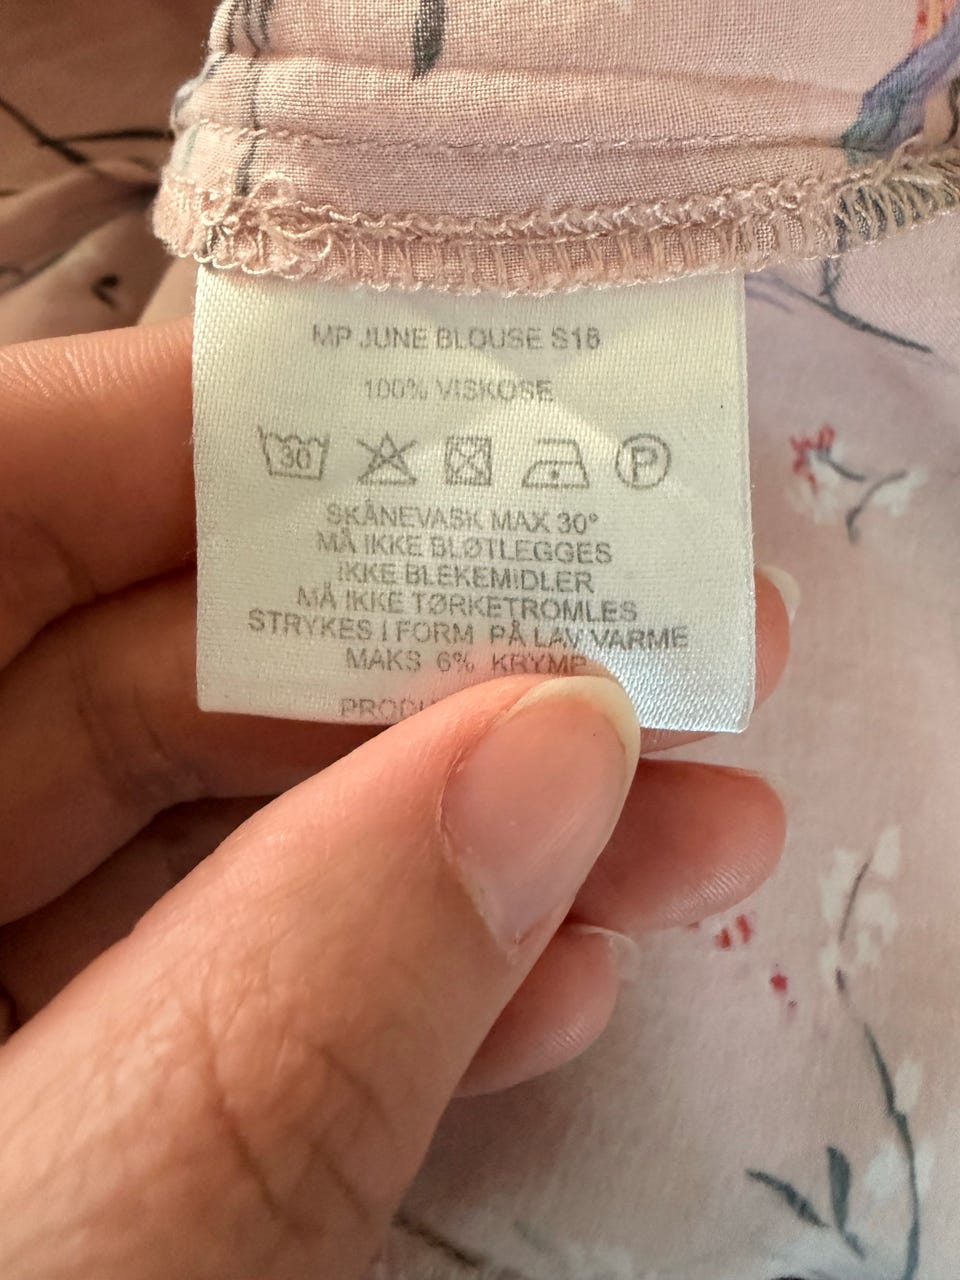 MP JUNE BLOUSE S18
100% VISKOSE
30 P
SKÅNEVASK MAX 30°
MÅ IKKE BLØTLEGGES
IKKE BLEKEMIDLER
MÅ IKKE TØRKETROMLES
STRYKES I FORM PÅ LAV VARME
MAKS 6% KRYMP